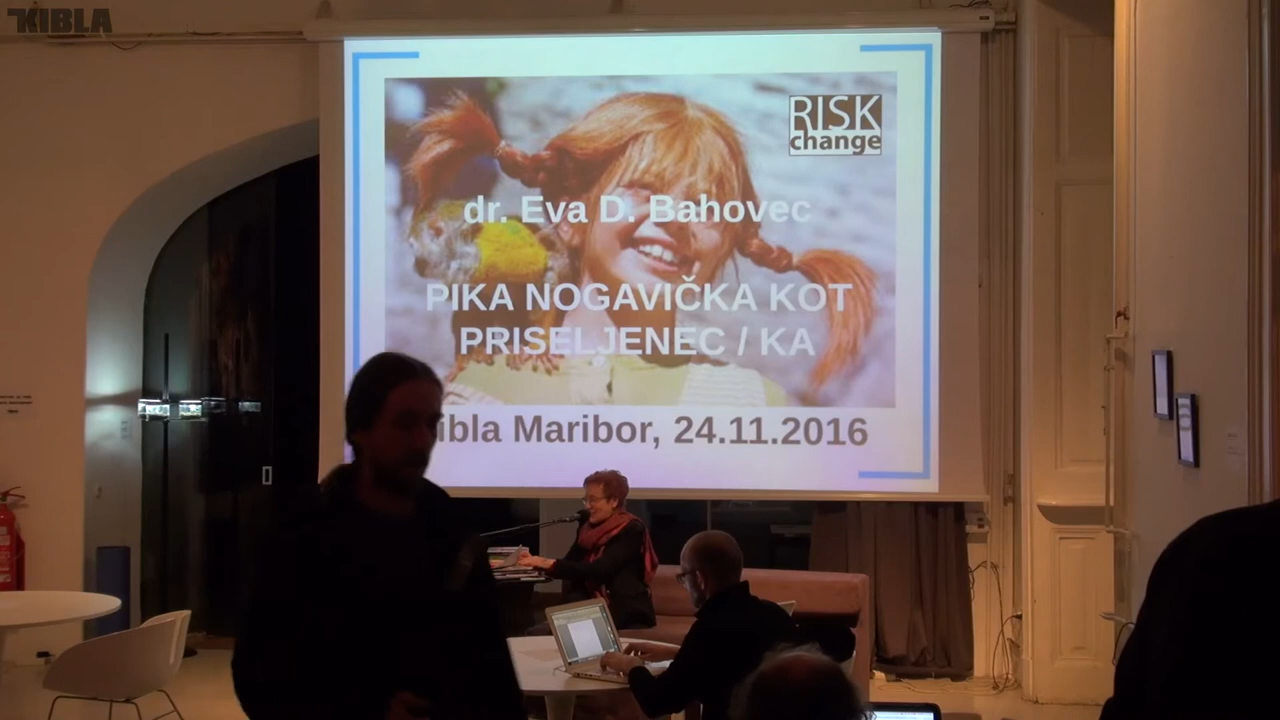 KIBLA
RISK
change
dr. Eva D. Bahovec
PIKA NOGAVIČKA KOT
PRISELJENEC / KA
ibla Maribor, 24.11.2016